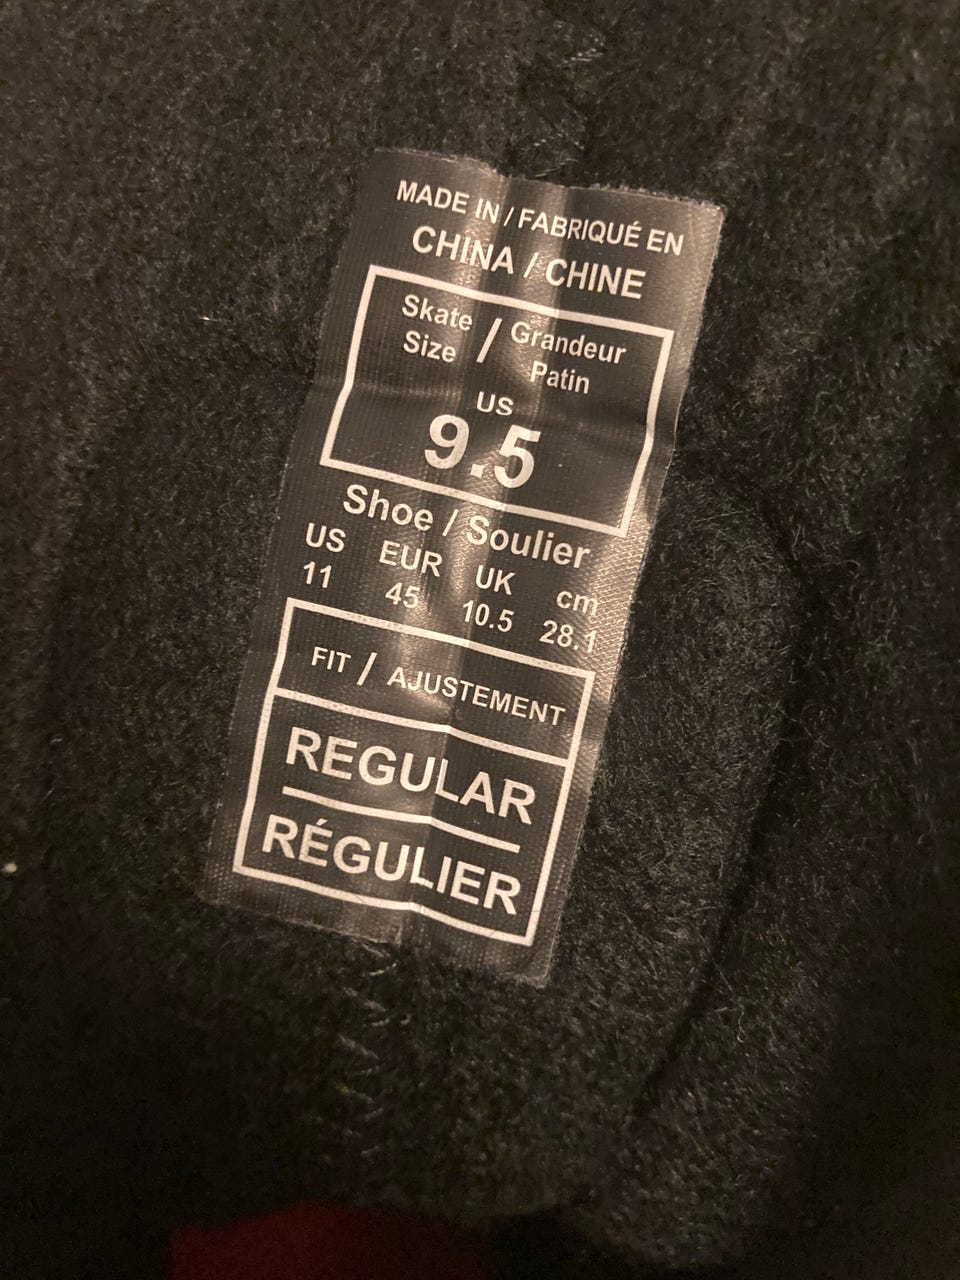 MADE IN / FABRIQUÉ EN
CHINA / CHINE
Skate Size / Grandeur Patin
US
9.5
Shoe / Soulier
US EUR UK cm
11 45 10.5 28.1
FIT / AJUSTEMENT
REGULAR
RÉGULIER